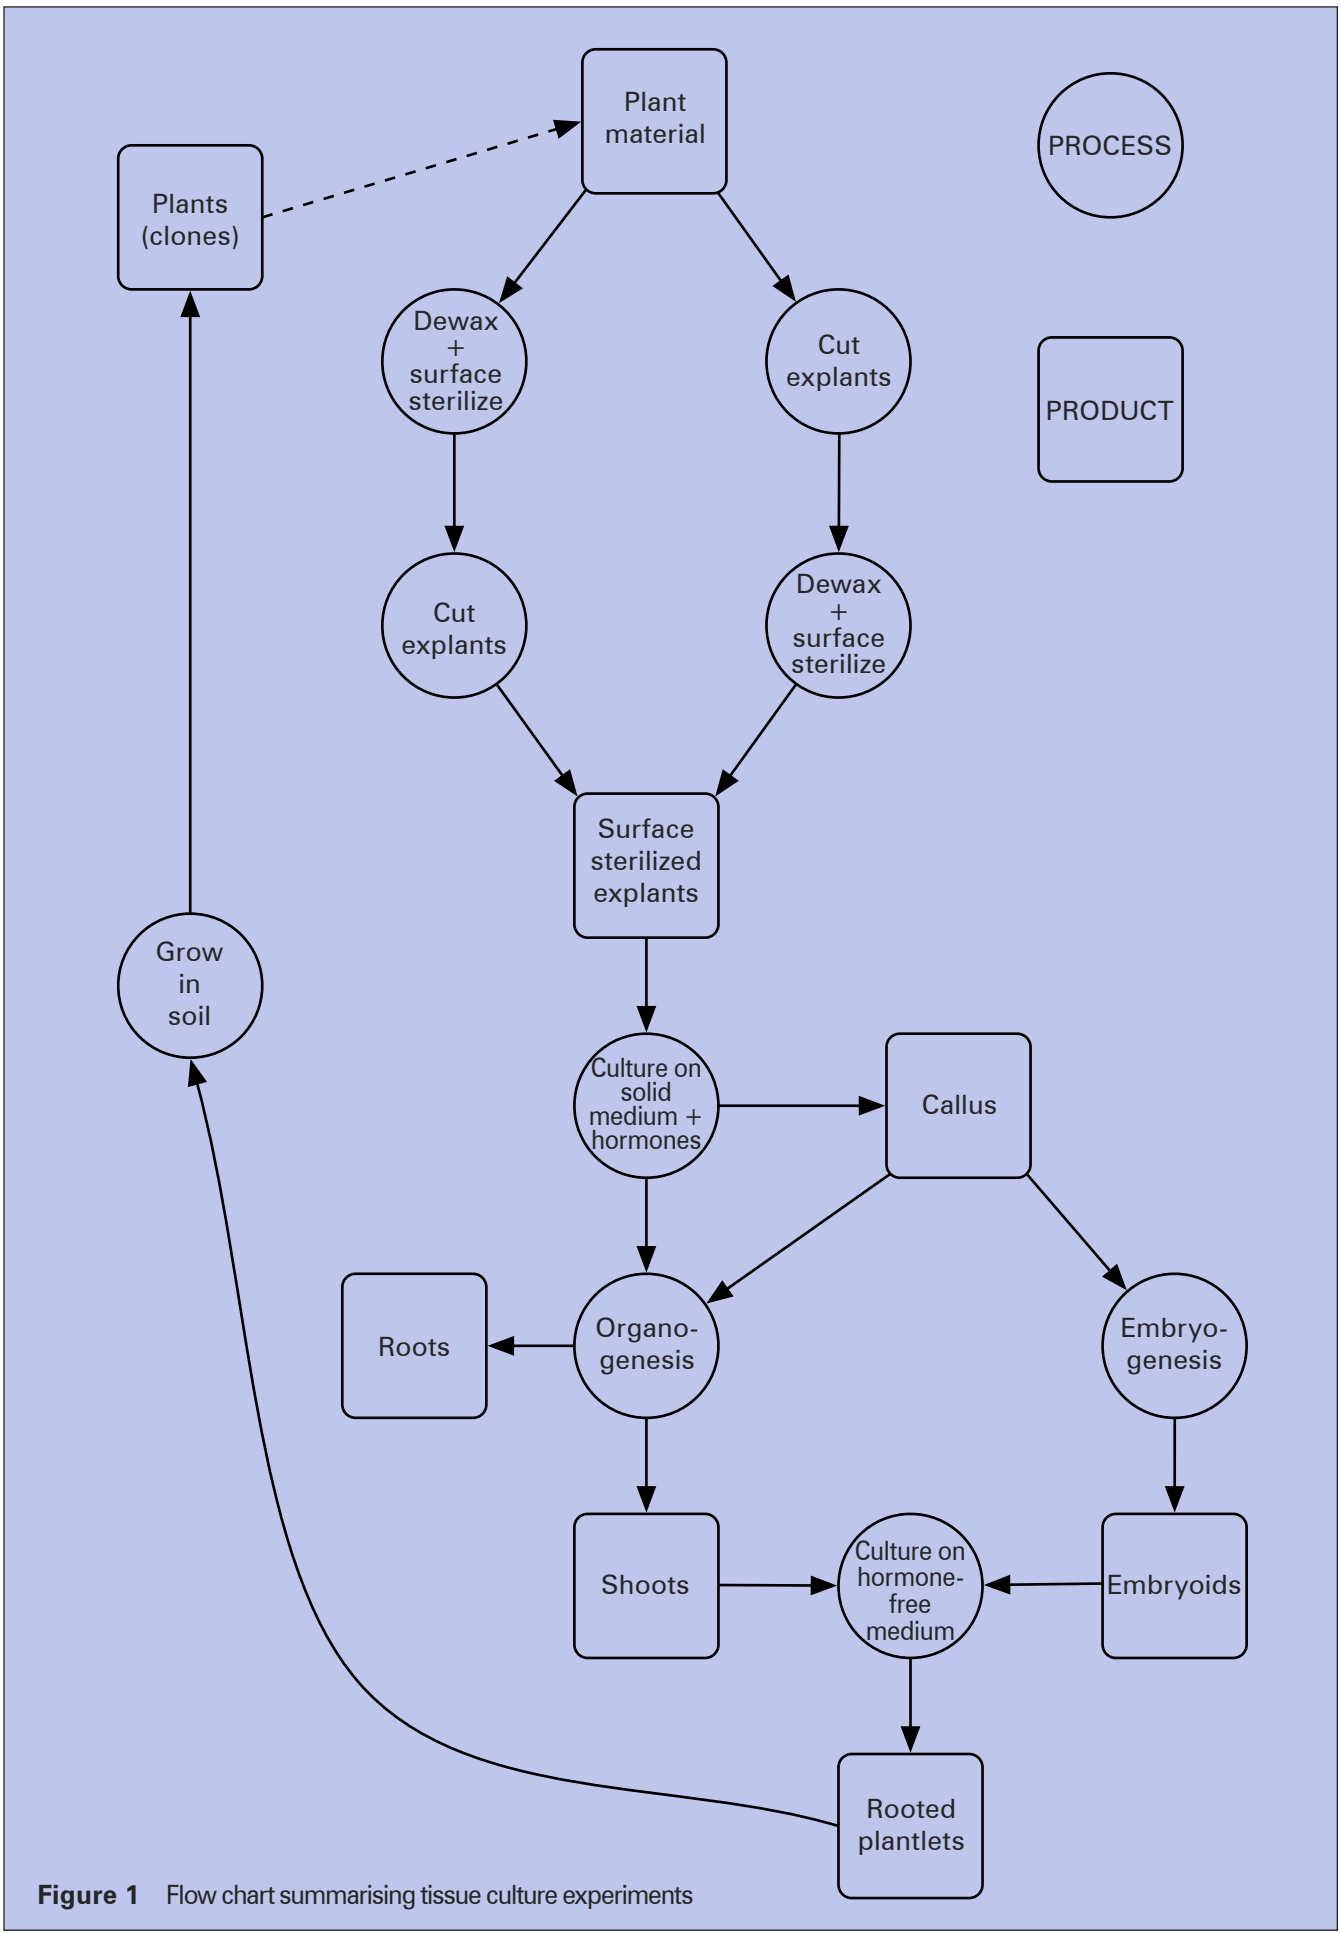 Plant
material
PROCESS
Plants
(clones)
Dewax
+
surface
sterilize
Cut
explants
PRODUCT
Cut
explants
Dewax
+
surface
sterilize
Surface
sterilized
explants
Grow
in
soil
Culture on
solid
medium +
hormones
Callus
Roots
Organo-
genesis
Embryo-
genesis
Shoots
Culture on
hormone-
free
medium
Embryoids
Rooted
plantlets
Figure 1 Flow chart summarising tissue culture experiments